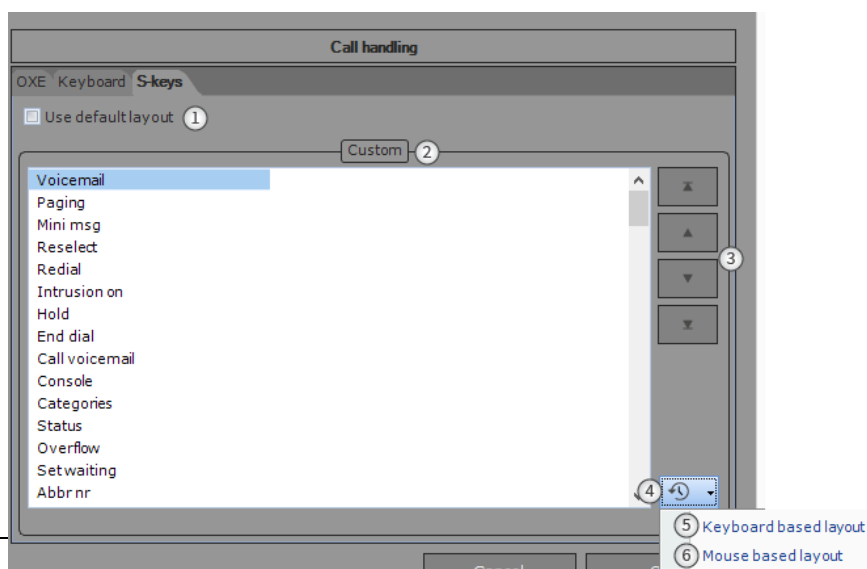 Call handling
OXE Keyboard S-keys
Use default layout 1
Custom 2
Voicemail
Paging
Mini msg
Reselect
Redial
3
Intrusion on
Hold
End dial
Call voicemail
Console
Categories
Status
Overflow
Set waiting
Abbr nr
4
5 Keyboard based layout
6 Mouse based layout
Cancel